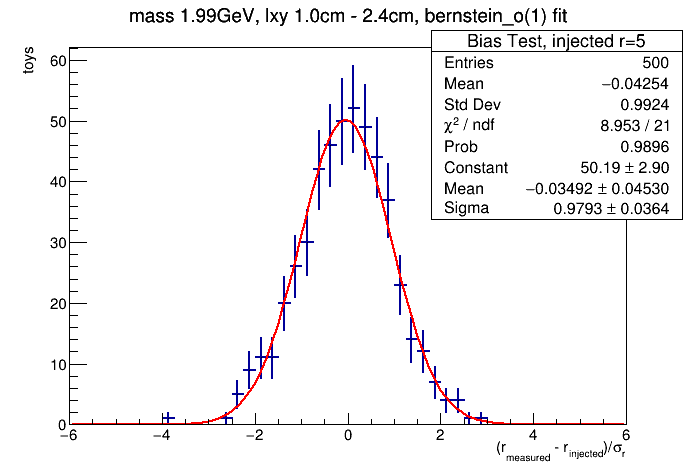 mass 1.99GeV, lxy 1.0cm - 2.4cm, bernstein_o(1) fit
toys
Bias Test, injected r=5
Entries 500
Mean −0.04254
Std Dev 0.9924
χ² / ndf 8.953 / 21
Prob 0.9896
Constant 50.19 ± 2.90
Mean −0.03492 ± 0.04530
Sigma 0.9793 ± 0.0364
60
50
40
30
20
10
0
−6 −4 −2 0 2 4 6
(r_measured - r_injected)/σ_r